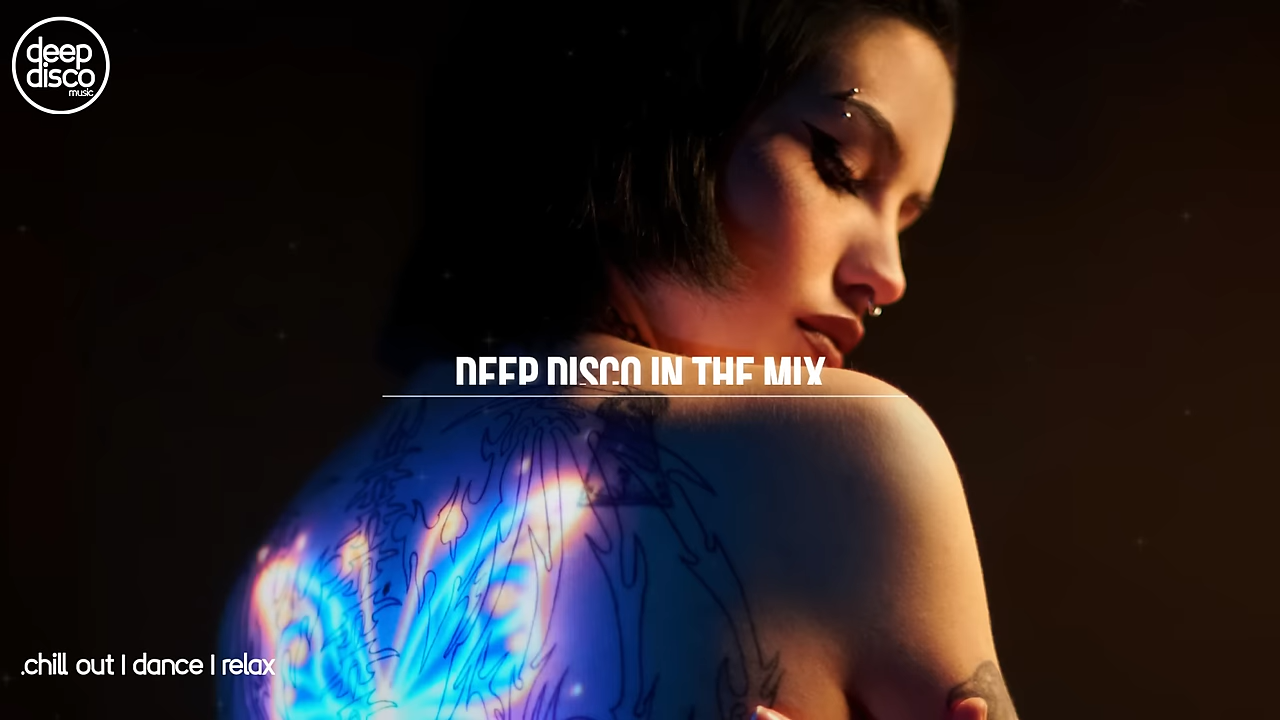 deep
disco
music
DEEP DISCO IN THE MIX
.chill out | dance | relax